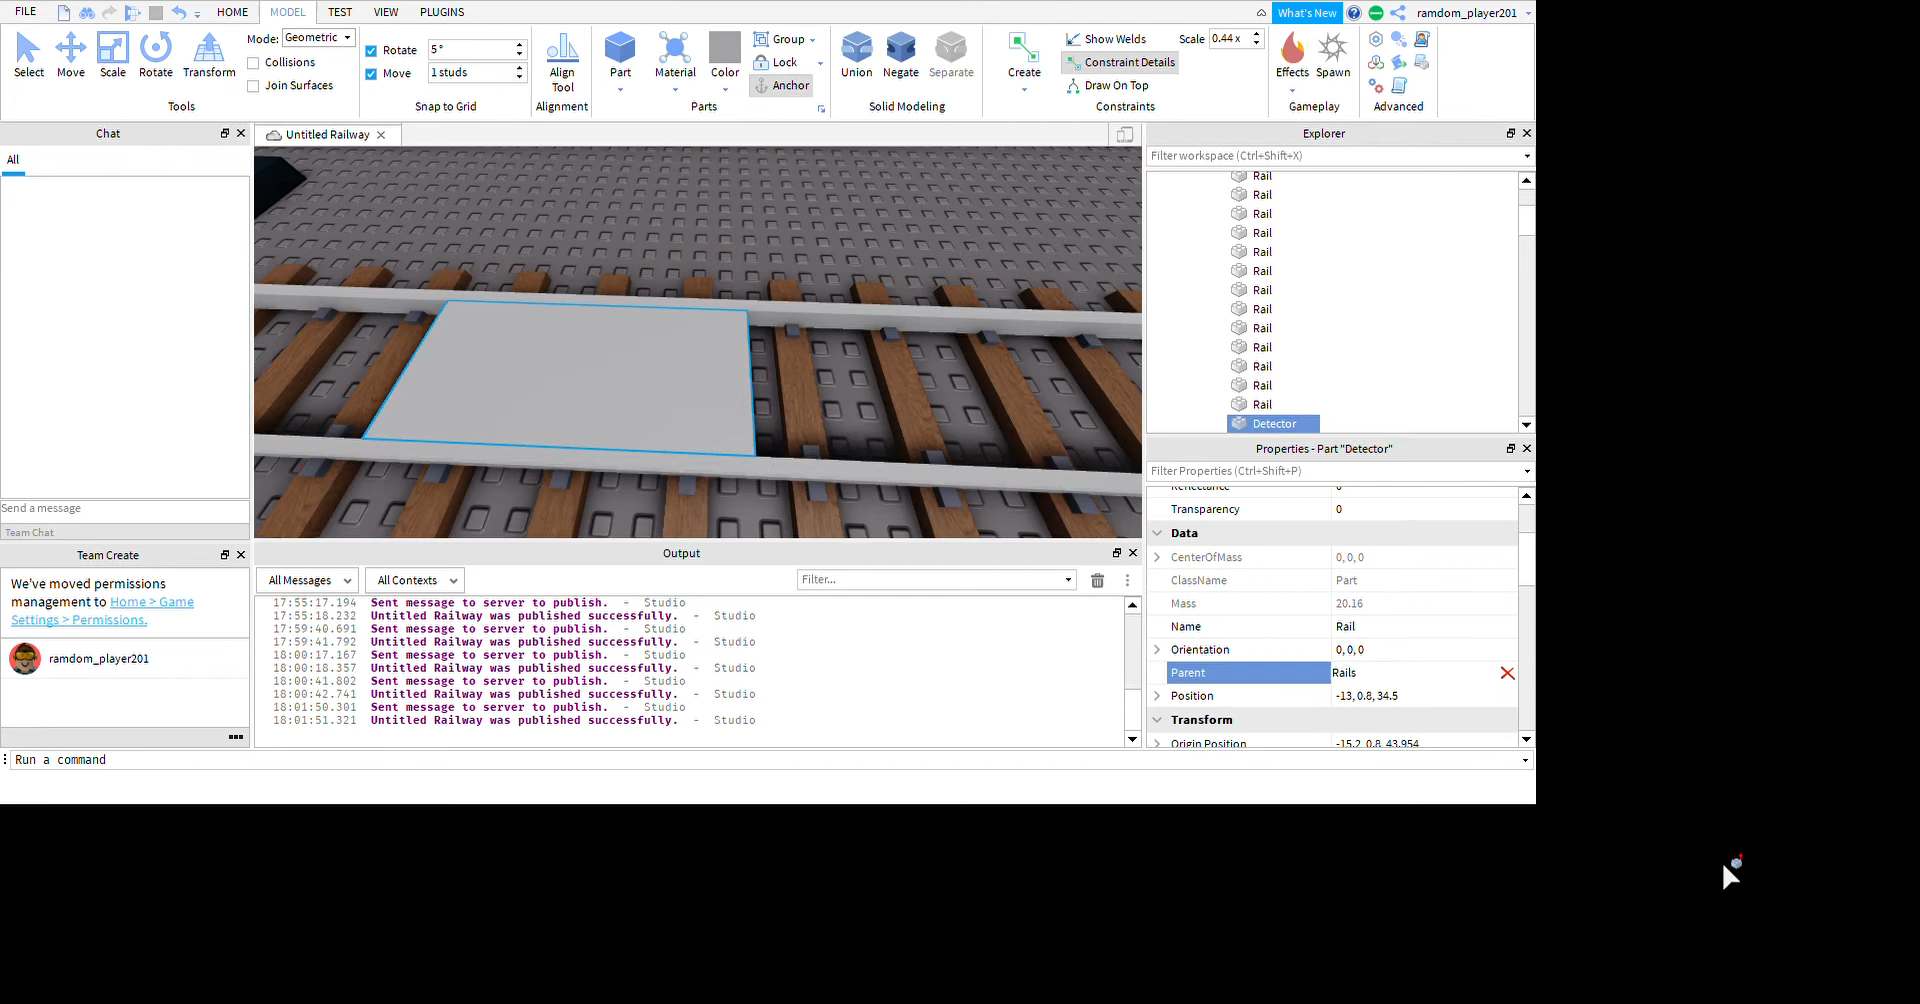 FILE
HOME
MODEL
TEST
VIEW
PLUGINS
What's New
ramdom_player201
Select
Move
Scale
Rotate
Transform
Mode: Geometric
Collisions
Join Surfaces
Tools
Rotate 5°
Move 1 studs
Snap to Grid
Align
Tool
Alignment
Part
Material
Color
Group
Lock
Anchor
Parts
Union
Negate
Separate
Solid Modeling
Create
Show Welds
Scale 0.44 x
Constraint Details
Draw On Top
Constraints
Effects
Spawn
Gameplay
Advanced
Chat
All
Send a message
Team Chat
Team Create
We've moved permissions
management to Home > Game
Settings > Permissions.
ramdom_player201
Untitled Railway
Output
All Messages
All Contexts
Filter...
17:55:17.194 Sent message to server to publish. - Studio
17:55:18.232 Untitled Railway was published successfully. - Studio
17:59:40.691 Sent message to server to publish. - Studio
17:59:41.792 Untitled Railway was published successfully. - Studio
18:00:17.167 Sent message to server to publish. - Studio
18:00:18.357 Untitled Railway was published successfully. - Studio
18:00:41.802 Sent message to server to publish. - Studio
18:00:42.741 Untitled Railway was published successfully. - Studio
18:01:50.301 Sent message to server to publish. - Studio
18:01:51.321 Untitled Railway was published successfully. - Studio
Explorer
Filter workspace (Ctrl+Shift+X)
Rail
Rail
Rail
Rail
Rail
Rail
Rail
Rail
Rail
Rail
Rail
Rail
Rail
Detector
Properties - Part "Detector"
Filter Properties (Ctrl+Shift+P)
Reflectance 0
Transparency 0
Data
CenterOfMass 0, 0, 0
ClassName Part
Mass 20.16
Name Rail
Orientation 0, 0, 0
Parent Rails
Position -13, 0.8, 34.5
Transform
Origin Position -15.2, 0.8, 43.954
Run a command